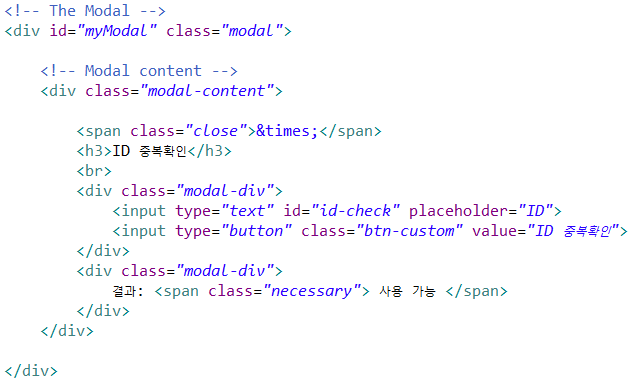 <!-- The Modal -->
<div id="myModal" class="modal">
<!-- Modal content -->
<div class="modal-content">
<span class="close">&times;</span>
<h3>ID 중복확인</h3>
<br>
<div class="modal-div">
<input type="text" id="id-check" placeholder="ID">
<input type="button" class="btn-custom" value="ID 중복확인">
</div>
<div class="modal-div">
결과: <span class="necessary"> 사용 가능 </span>
</div>
</div>
</div>